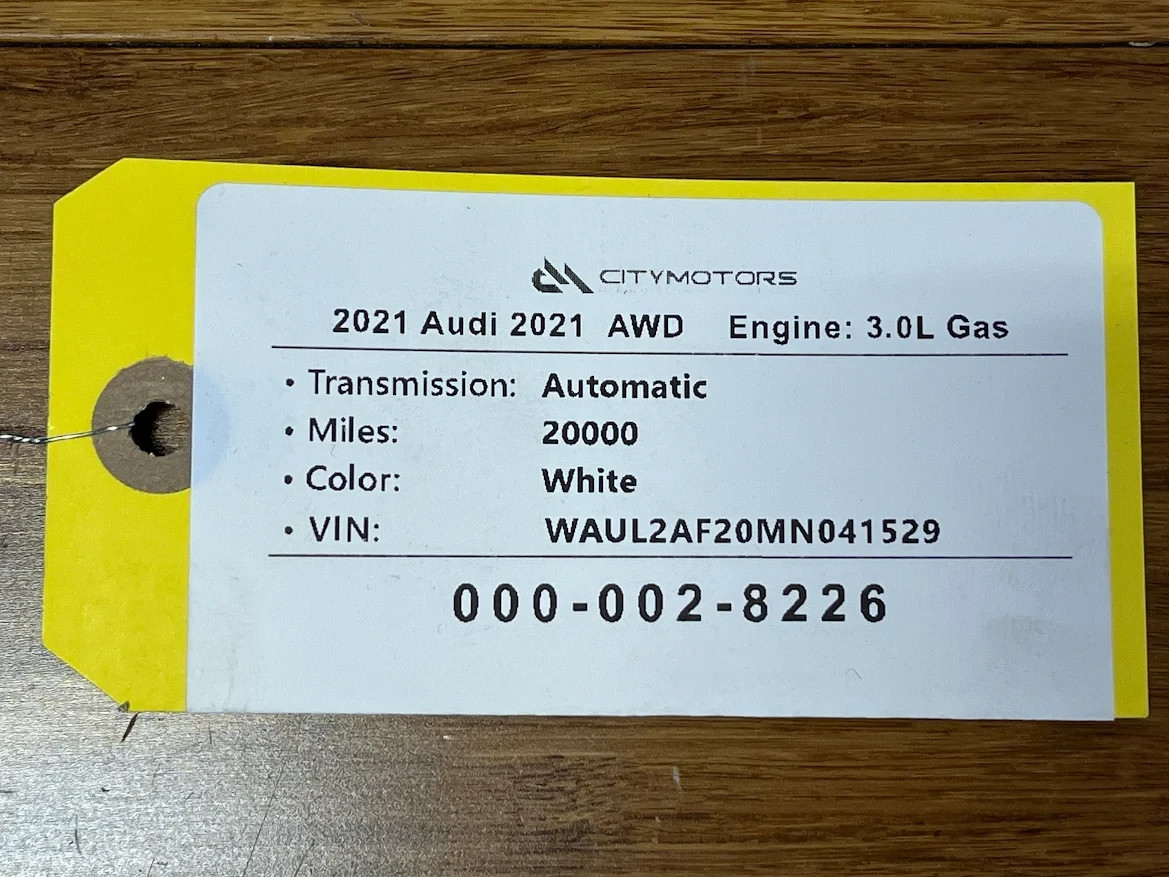 CITYMOTORS
2021 Audi 2021 AWD Engine: 3.0L Gas
• Transmission: Automatic
• Miles: 20000
• Color: White
• VIN: WAUL2AF20MN041529
000-002-8226